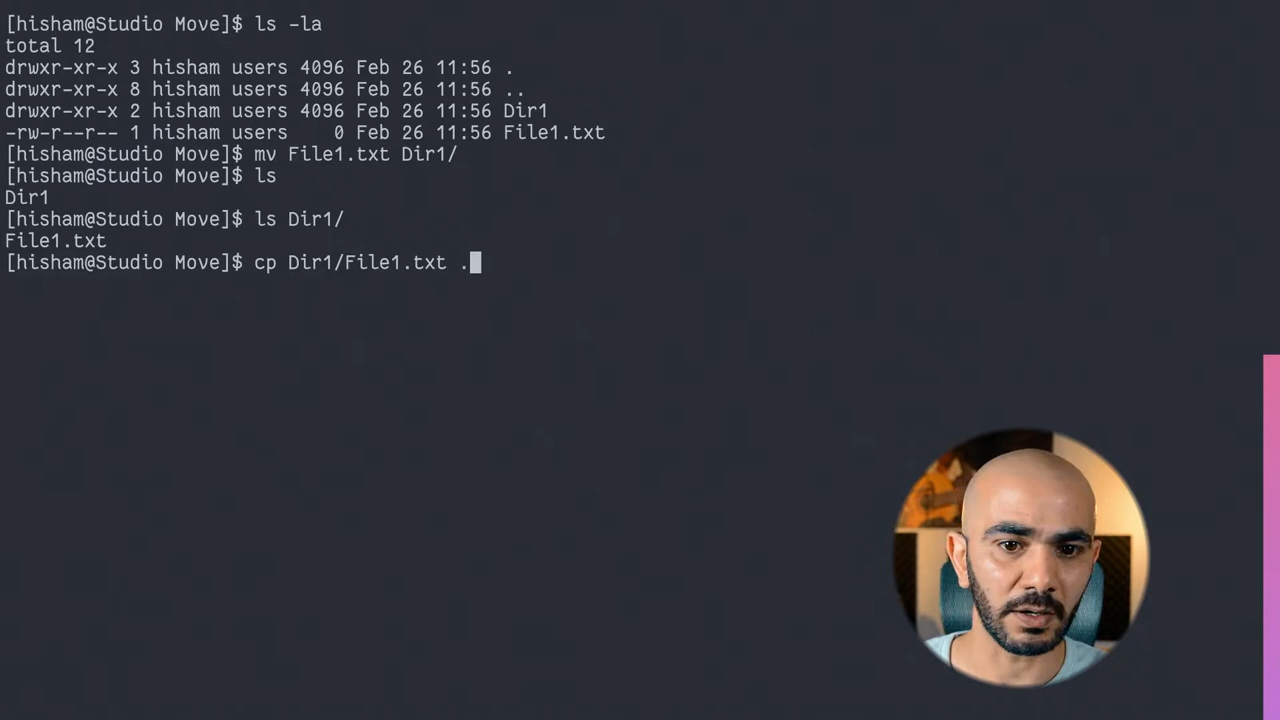 [hisham@Studio Move]$ ls -la
total 12
drwxr-xr-x 3 hisham users 4096 Feb 26 11:56 .
drwxr-xr-x 8 hisham users 4096 Feb 26 11:56 ..
drwxr-xr-x 2 hisham users 4096 Feb 26 11:56 Dir1
-rw-r--r-- 1 hisham users    0 Feb 26 11:56 File1.txt
[hisham@Studio Move]$ mv File1.txt Dir1/
[hisham@Studio Move]$ ls
Dir1
[hisham@Studio Move]$ ls Dir1/
File1.txt
[hisham@Studio Move]$ cp Dir1/File1.txt .